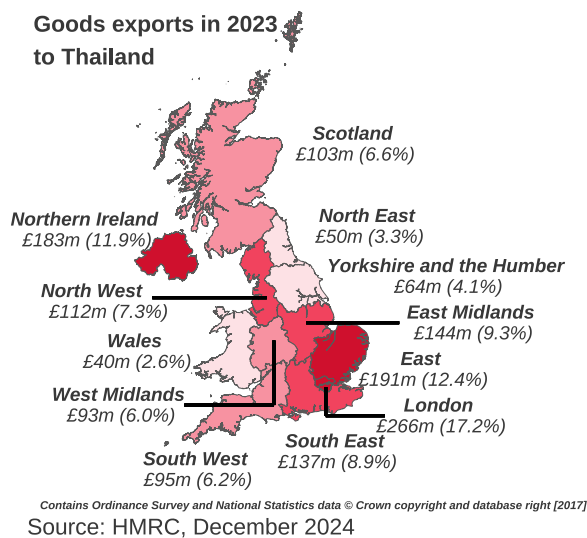 Goods exports in 2023
to Thailand
Scotland
£103m (6.6%)
Northern Ireland
£183m (11.9%)
North East
£50m (3.3%)
Yorkshire and the Humber
£64m (4.1%)
North West
£112m (7.3%)
East Midlands
£144m (9.3%)
Wales
£40m (2.6%)
East
£191m (12.4%)
West Midlands
£93m (6.0%)
London
£266m (17.2%)
South East
£137m (8.9%)
South West
£95m (6.2%)
Contains Ordinance Survey and National Statistics data © Crown copyright and database right [2017]
Source: HMRC, December 2024